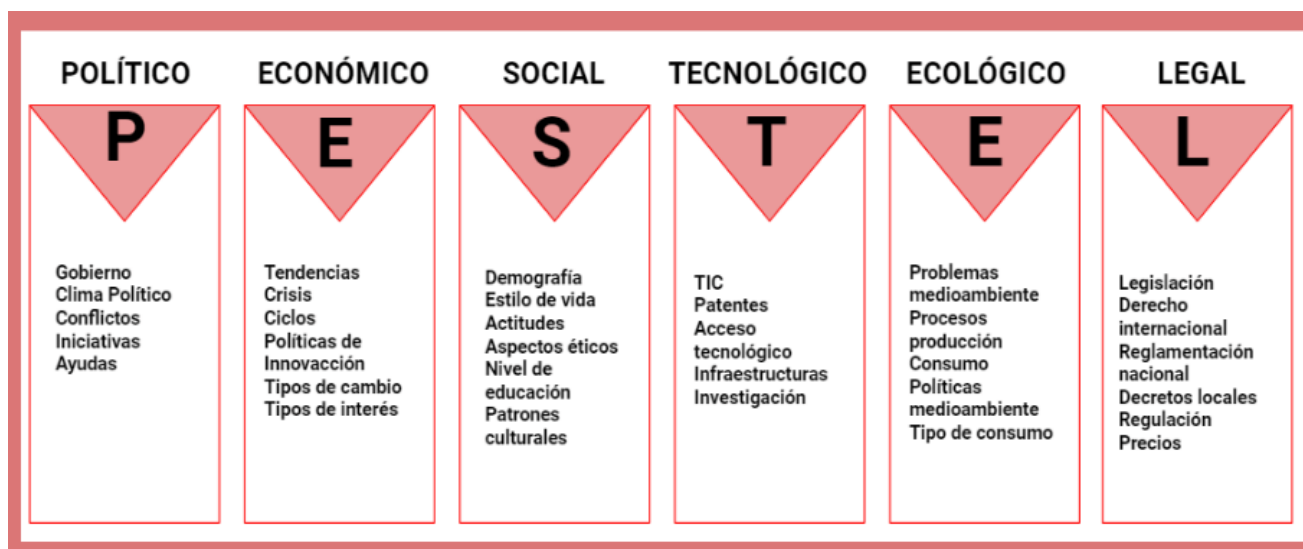 POLÍTICO
P
Gobierno
Clima Político
Conflictos
Iniciativas
Ayudas
ECONÓMICO
E
Tendencias
Crisis
Ciclos
Políticas de
Innovacción
Tipos de cambio
Tipos de interés
SOCIAL
S
Demografía
Estilo de vida
Actitudes
Aspectos éticos
Nivel de
educación
Patrones
culturales
TECNOLÓGICO
T
TIC
Patentes
Acceso
tecnológico
Infraestructuras
Investigación
ECOLÓGICO
E
Problemas
medioambiente
Procesos
producción
Consumo
Políticas
medioambiente
Tipo de consumo
LEGAL
L
Legislación
Derecho
internacional
Reglamentación
nacional
Decretos locales
Regulación
Precios